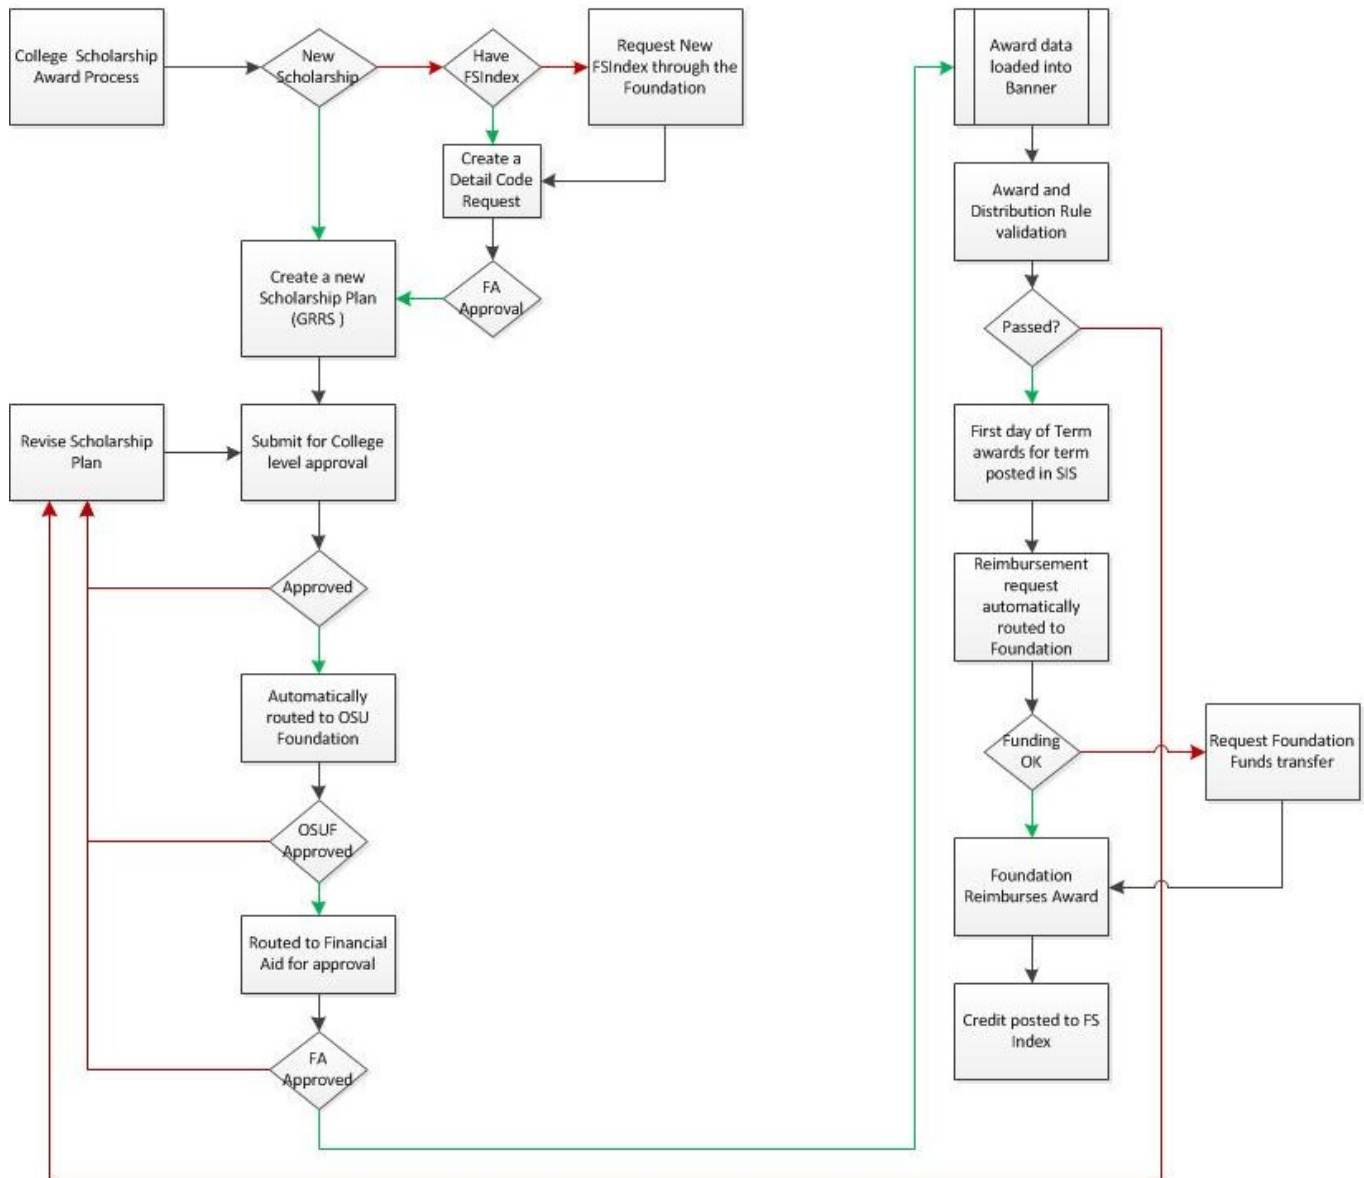 College Scholarship
Award Process
New
Scholarship
Have
FSIndex
Request New
FSIndex through the
Foundation
Create a
Detail Code
Request
FA
Approval
Create a new
Scholarship Plan
(GRRS )
Revise Scholarship
Plan
Submit for College
level approval
Approved
Automatically
routed to OSU
Foundation
OSUF
Approved
Routed to Financial
Aid for approval
FA
Approved
Award data
loaded into
Banner
Award and
Distribution Rule
validation
Passed?
First day of Term
awards for term
posted in SIS
Reimbursement
request
automatically
routed to
Foundation
Funding
OK
Request Foundation
Funds transfer
Foundation
Reimburses Award
Credit posted to FS
Index